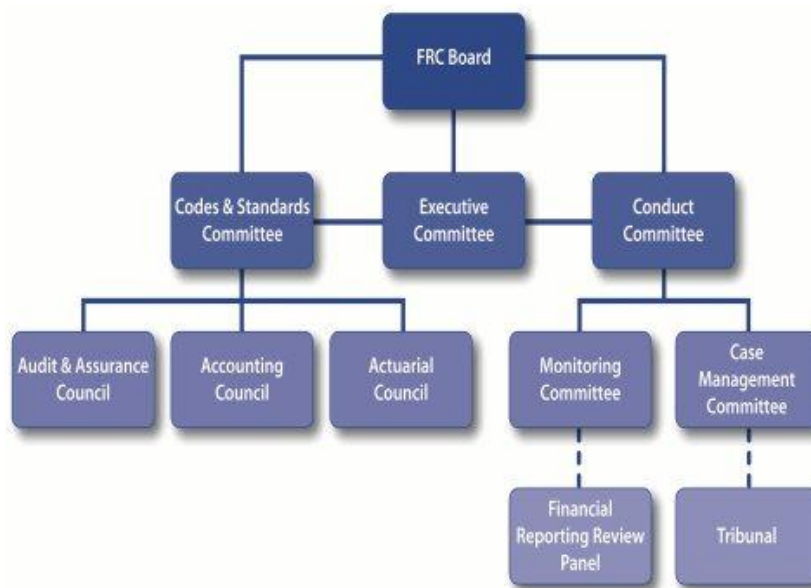 FRC Board
Codes & Standards
Committee
Executive
Committee
Conduct
Committee
Audit & Assurance
Council
Accounting
Council
Actuarial
Council
Monitoring
Committee
Case
Management
Committee
Financial
Reporting Review
Panel
Tribunal